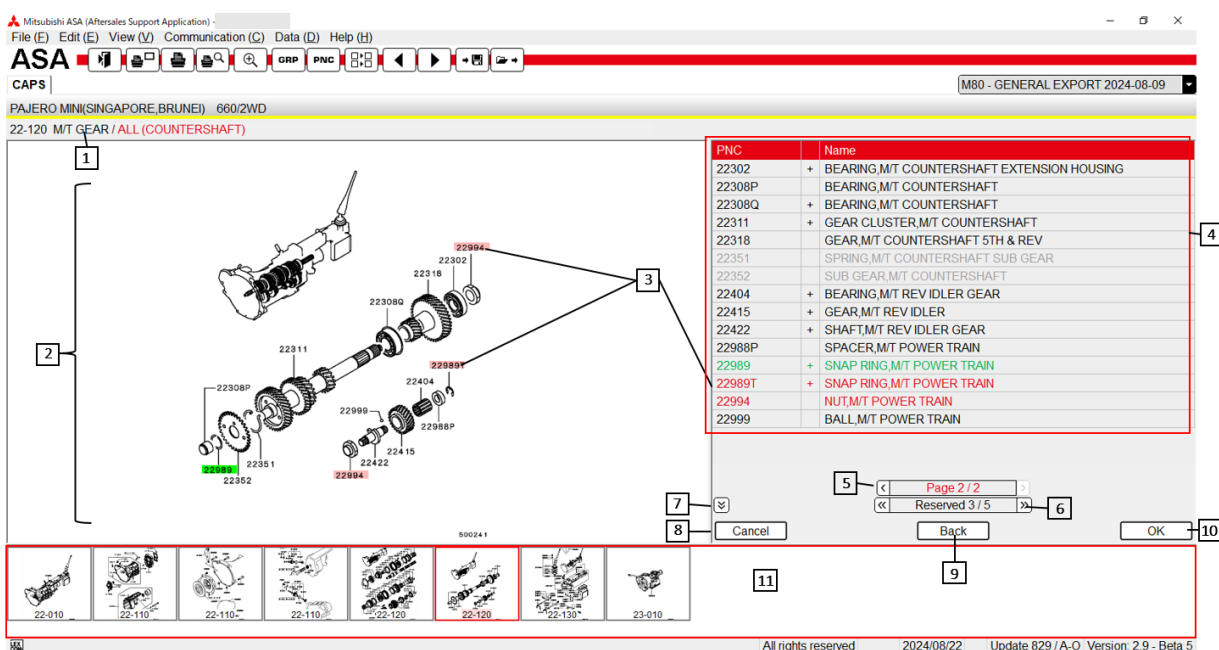 Mitsubishi ASA (Aftersales Support Application) -
File (F) Edit (E) View (V) Communication (C) Data (D) Help (H)
ASA GRP PNC
CAPS M80 - GENERAL EXPORT 2024-08-09
PAJERO MINI(SINGAPORE,BRUNEI) 660/2WD
22-120 M/T GEAR / ALL (COUNTERSHAFT)
1
2
3
22994
22302
22318
22308Q
22311
22989T
22404
22308P
22999
22988P
22415
22351
22422
22989
22352
22994
500241
PNC Name
22302 + BEARING,M/T COUNTERSHAFT EXTENSION HOUSING
22308P BEARING,M/T COUNTERSHAFT
22308Q + BEARING,M/T COUNTERSHAFT
22311 + GEAR CLUSTER,M/T COUNTERSHAFT
22318 GEAR,M/T COUNTERSHAFT 5TH & REV
22351 SPRING,M/T COUNTERSHAFT SUB GEAR
22352 SUB GEAR,M/T COUNTERSHAFT
22404 + BEARING,M/T REV IDLER GEAR
22415 + GEAR,M/T REV IDLER
22422 + SHAFT,M/T REV IDLER GEAR
22988P SPACER,M/T POWER TRAIN
22989 + SNAP RING,M/T POWER TRAIN
22989T + SNAP RING,M/T POWER TRAIN
22994 NUT,M/T POWER TRAIN
22999 BALL,M/T POWER TRAIN
4
5 < Page 2 / 2 >
7 « Reserved 3 / 5 » 6
8 Cancel Back OK 10
9
11
22-010 22-110 22-110 22-110 22-120 22-120 22-130 23-010
LEX COM All rights reserved 2024/08/22 Update 829 / A-O Version: 2.9 - Beta 5